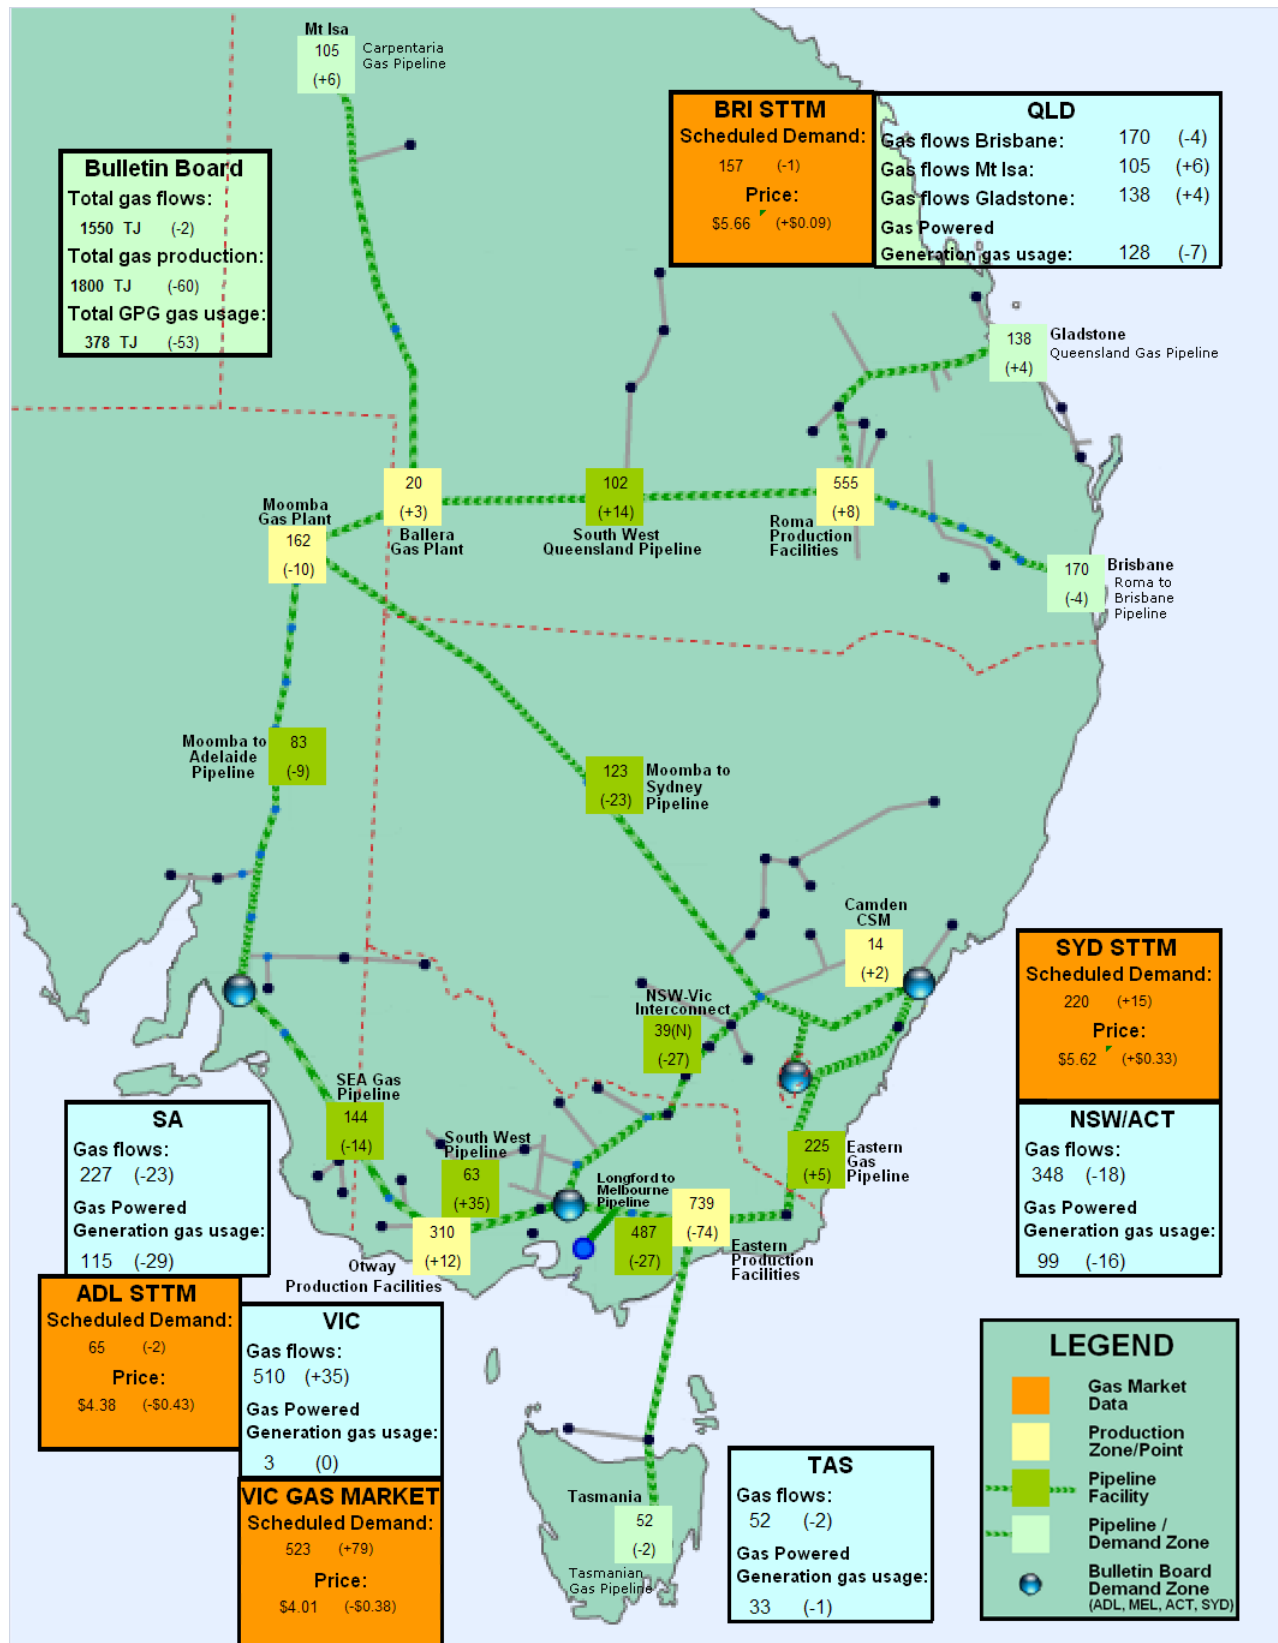 Mt Isa
105
(+6)
Carpentaria
Gas Pipeline
BRI STTM
Scheduled Demand:
157 (-1)
Price:
$5.66 (+$0.09)
QLD
Gas flows Brisbane: 170 (-4)
Gas flows Mt Isa: 105 (+6)
Gas flows Gladstone: 138 (+4)
Gas Powered
Generation gas usage: 128 (-7)
Bulletin Board
Total gas flows:
1550 TJ (-2)
Total gas production:
1800 TJ (-60)
Total GPG gas usage:
378 TJ (-53)
138
(+4)
Gladstone
Queensland Gas Pipeline
Moomba
Gas Plant
162
(-10)
20
(+3)
Ballera
Gas Plant
102
(+14)
South West
Queensland Pipeline
555
(+8)
Roma
Production
Facilities
170
(-4)
Brisbane
Roma to
Brisbane
Pipeline
Moomba to
Adelaide
Pipeline
83
(-9)
123
(-23)
Moomba to
Sydney
Pipeline
Camden
CSM
14
(+2)
SYD STTM
Scheduled Demand:
220 (+15)
Price:
$5.62 (+$0.33)
NSW-Vic
Interconnect
39(N)
(-27)
SEA Gas
Pipeline
144
(-14)
South West
Pipeline
63
(+35)
Longford to
Melbourne
Pipeline
487
(-27)
739
(-74)
Eastern
Production
Facilities
225
(+5)
Eastern
Gas
Pipeline
310
(+12)
Otway
Production Facilities
NSW/ACT
Gas flows:
348 (-18)
Gas Powered
Generation gas usage:
99 (-16)
SA
Gas flows:
227 (-23)
Gas Powered
Generation gas usage:
115 (-29)
ADL STTM
Scheduled Demand:
65 (-2)
Price:
$4.38 (-$0.43)
VIC
Gas flows:
510 (+35)
Gas Powered
Generation gas usage:
3 (0)
VIC GAS MARKET
Scheduled Demand:
523 (+79)
Price:
$4.01 (-$0.38)
Tasmania
52
(-2)
Tasmanian
Gas Pipeline
TAS
Gas flows:
52 (-2)
Gas Powered
Generation gas usage:
33 (-1)
LEGEND
Gas Market
Data
Production
Zone/Point
Pipeline
Facility
Pipeline /
Demand Zone
Bulletin Board
Demand Zone
(ADL, MEL, ACT, SYD)